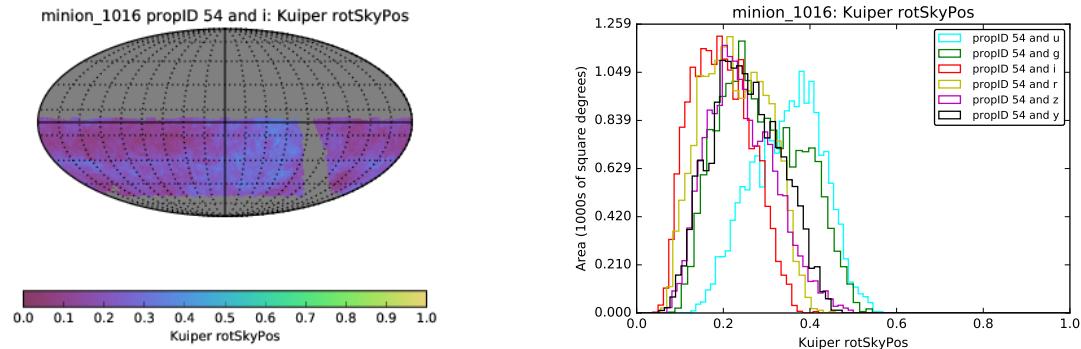 minion_1016 propID 54 and i: Kuiper rotSkyPos
0.0 0.1 0.2 0.3 0.4 0.5 0.6 0.7 0.8 0.9 1.0
Kuiper rotSkyPos
minion_1016: Kuiper rotSkyPos
1.259
1.049
0.839
0.629
0.420
0.210
0.000
Area (1000s of square degrees)
propID 54 and u
propID 54 and g
propID 54 and i
propID 54 and r
propID 54 and z
propID 54 and y
0.0 0.2 0.4 0.6 0.8 1.0
Kuiper rotSkyPos